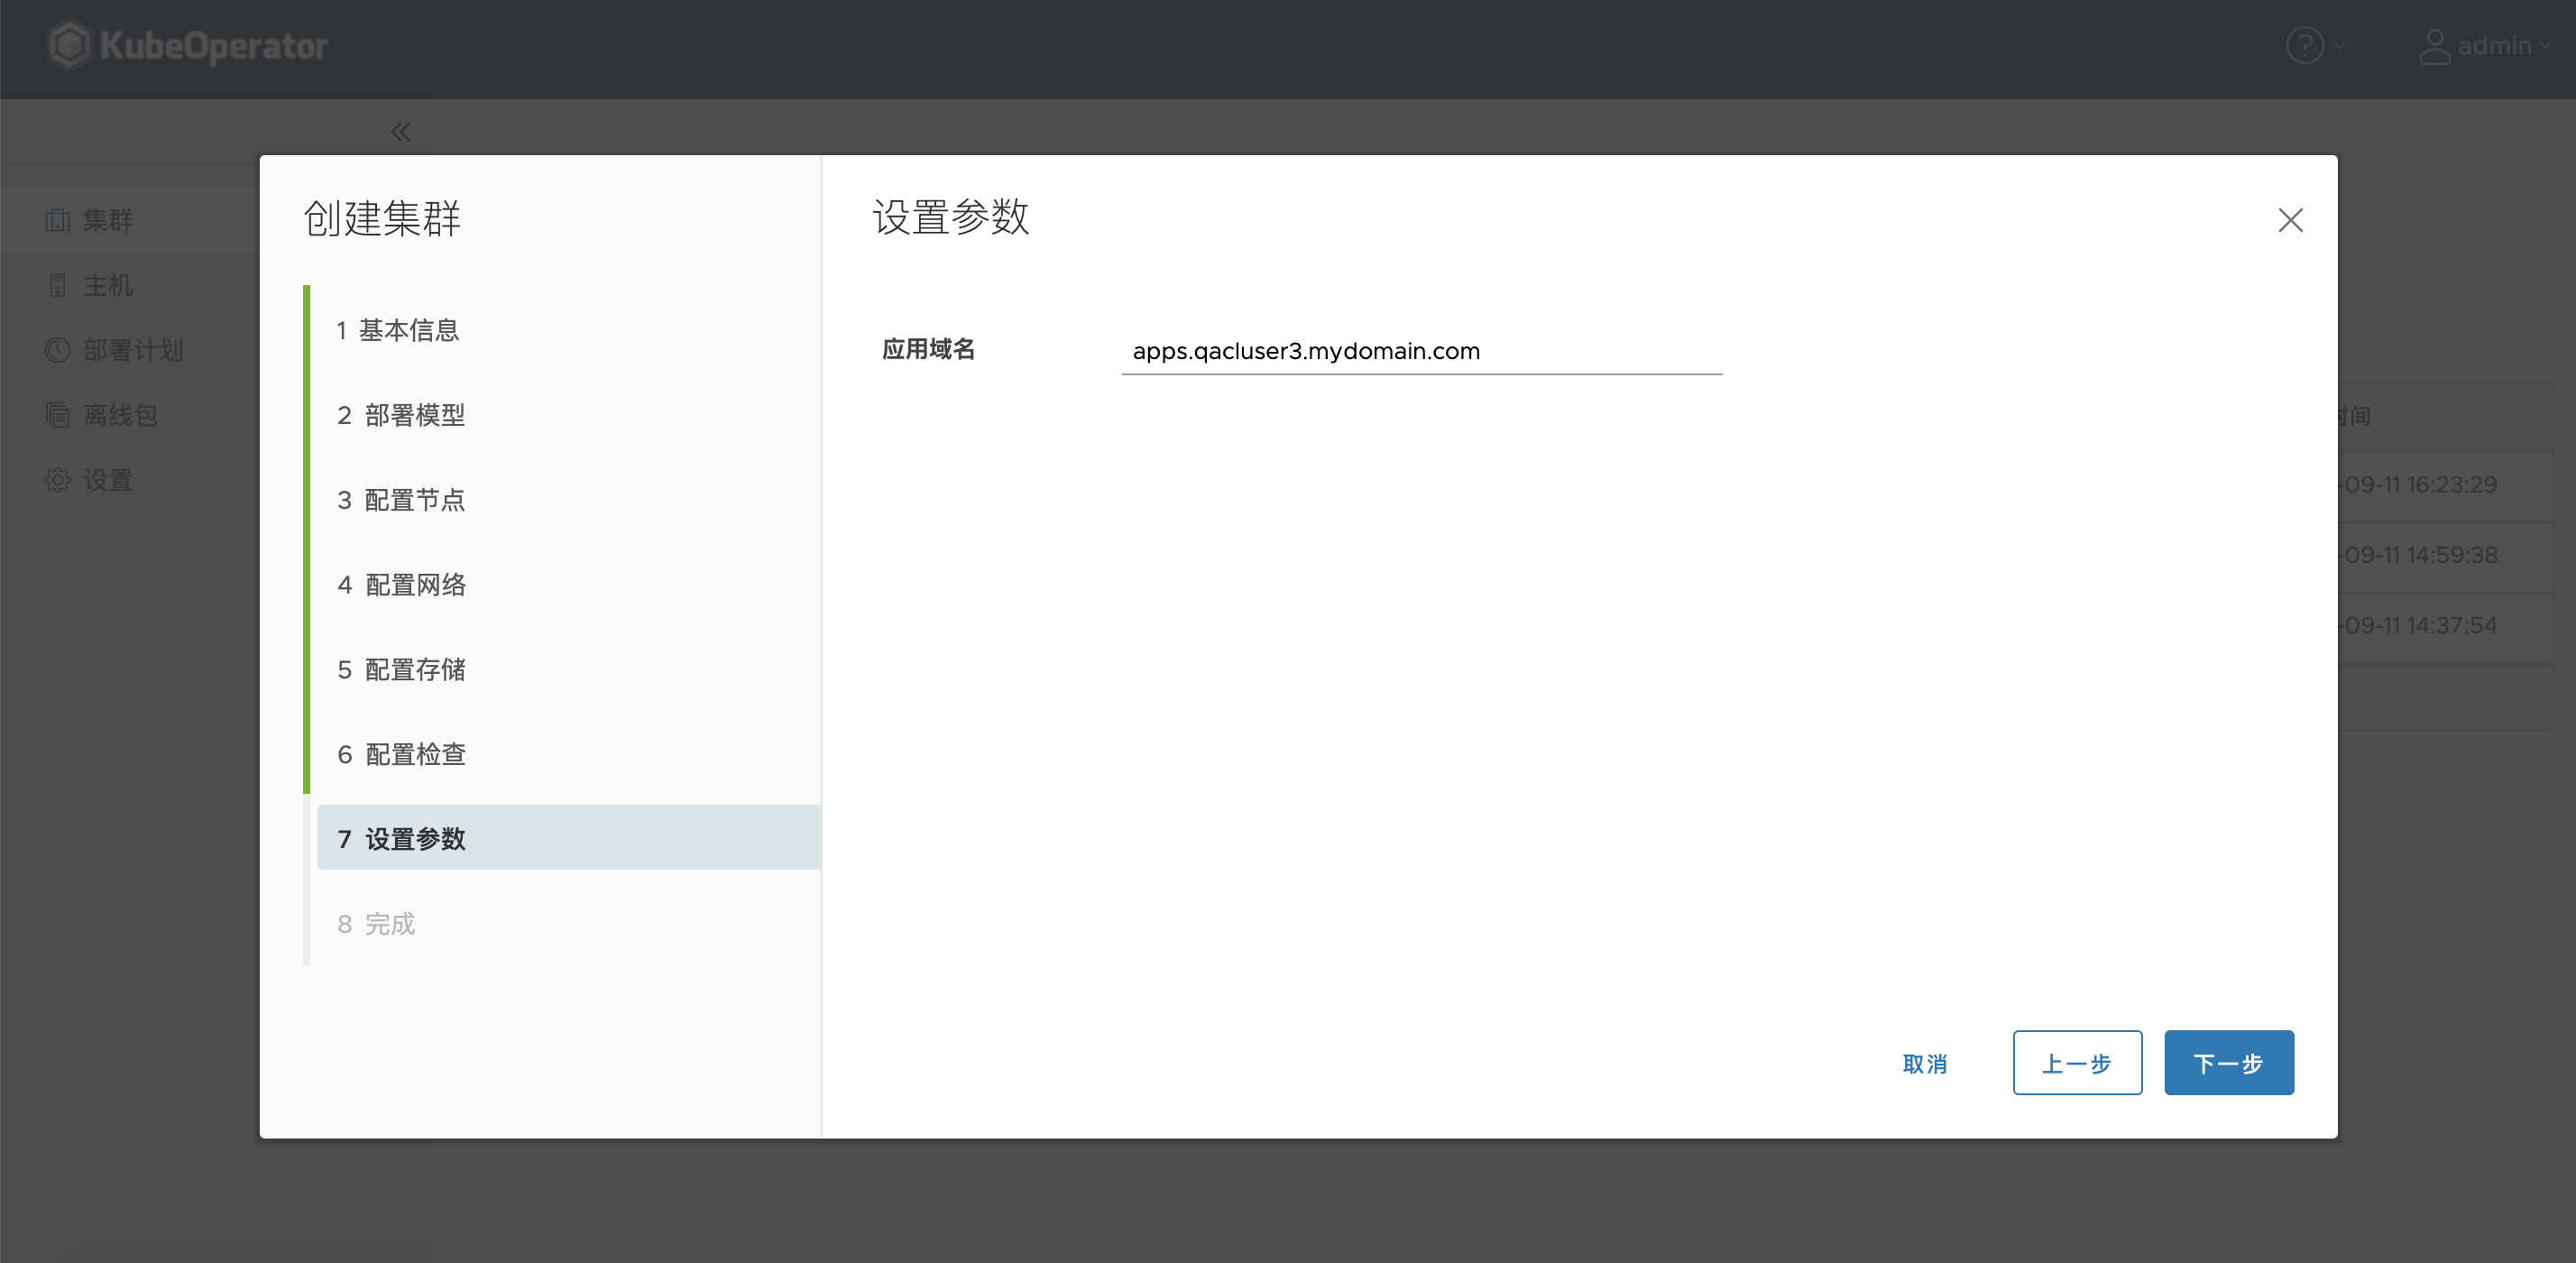 KubeOperator
admin
集群
主机
部署计划
离线包
设置
创建集群
1 基本信息
2 部署模型
3 配置节点
4 配置网络
5 配置存储
6 配置检查
7 设置参数
8 完成
设置参数
应用域名 apps.qacluser3.mydomain.com
取消 上一步 下一步
时间
-09-11 16:23:29
-09-11 14:59:38
-09-11 14:37:54